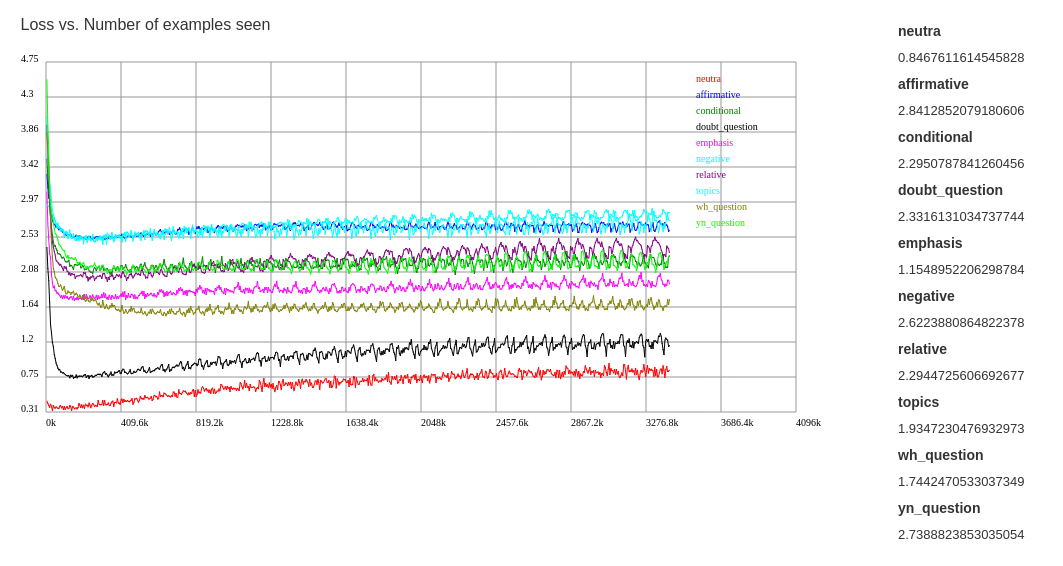 Loss vs. Number of examples seen
4.75
4.3
3.86
3.42
2.97
2.53
2.08
1.64
1.2
0.75
0.31
0k
409.6k
819.2k
1228.8k
1638.4k
2048k
2457.6k
2867.2k
3276.8k
3686.4k
4096k
neutra
affirmative
conditional
doubt_question
emphasis
negative
relative
topics
wh_question
yn_question
neutra
0.8467611614545828
affirmative
2.8412852079180606
conditional
2.2950787841260456
doubt_question
2.3316131034737744
emphasis
1.1548952206298784
negative
2.6223880864822378
relative
2.2944725606692677
topics
1.9347230476932973
wh_question
1.7442470533037349
yn_question
2.7388823853035054